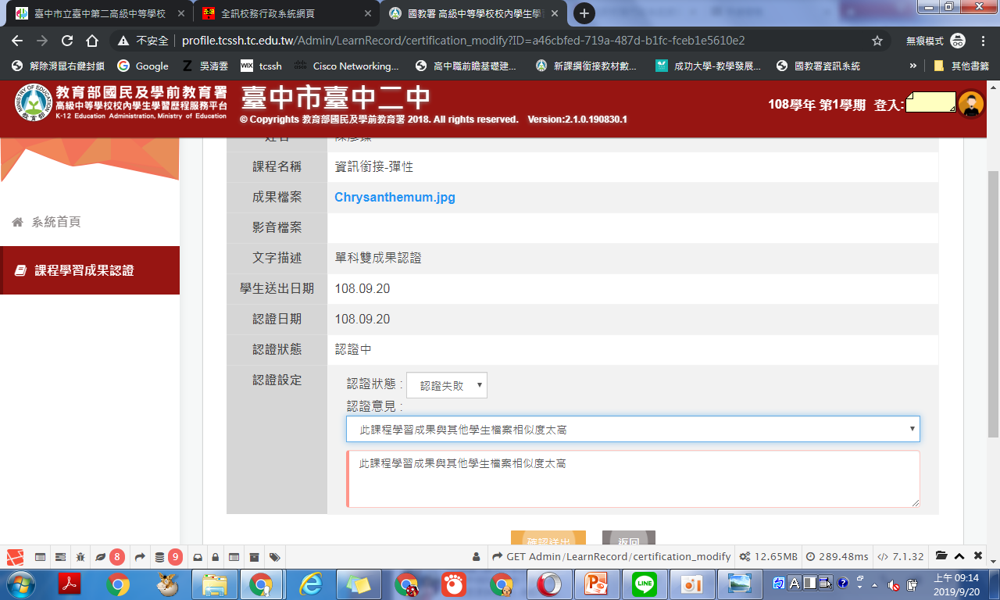 臺中市立臺中第二高級中等學校
全訊校務行政系統網頁
國教署 高級中等學校校內學生學
不安全 profile.tcssh.tc.edu.tw/Admin/LearnRecord/certification_modify?ID=a46cbfed-719a-487d-b1fc-fceb1e5610e2
無痕模式
解除滑鼠右鍵封鎖 Google 吳清雲 WIX tcssh Cisco Networking... 高中職前瞻基礎建... 新課綱銜接教材數... 成功大學-教學發展... 國教署資訊系統 » 其他書籤
教育部國民及學前教育署
高級中等學校校內學生學習歷程服務平台
K-12 Education Administration, Ministry of Education
臺中市臺中二中
© Copyrights 教育部國民及學前教育署 2018. All rights reserved. Version:2.1.0.190830.1
108學年 第1學期 登入:
系統首頁
課程學習成果認證
姓名
課程名稱 資訊銜接-彈性
成果檔案 Chrysanthemum.jpg
影音檔案
文字描述 單科雙成果認證
學生送出日期 108.09.20
認證日期 108.09.20
認證狀態 認證中
認證設定 認證狀態 : 認證失敗
認證意見 :
此課程學習成果與其他學生檔案相似度太高
此課程學習成果與其他學生檔案相似度太高
確認送出 返回
8 9 GET Admin/LearnRecord/certification_modify 12.65MB 289.48ms 7.1.32
LINE
A
上午 09:14
2019/9/20